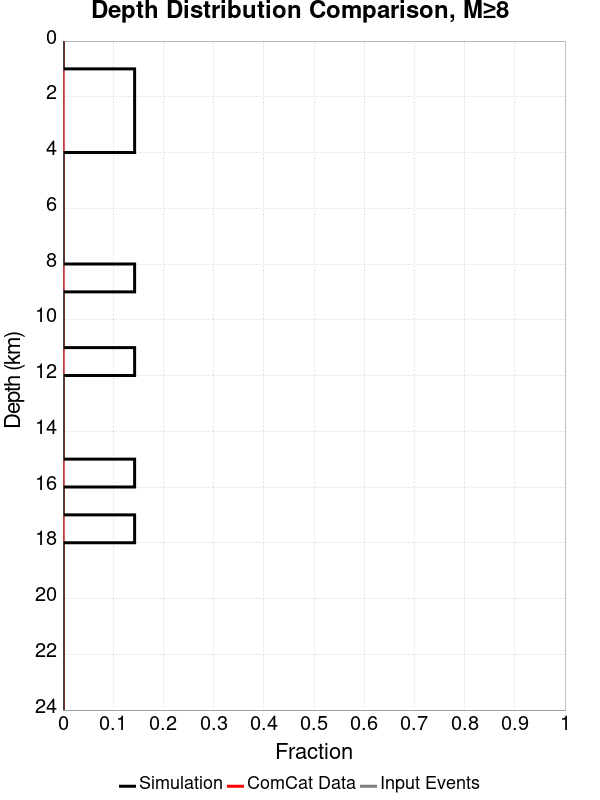 Depth Distribution Comparison, M≥8
0
2
4
6
8
10
12
14
16
18
20
22
24
Depth (km)
0 0.1 0.2 0.3 0.4 0.5 0.6 0.7 0.8 0.9 1
Fraction
Simulation ComCat Data Input Events